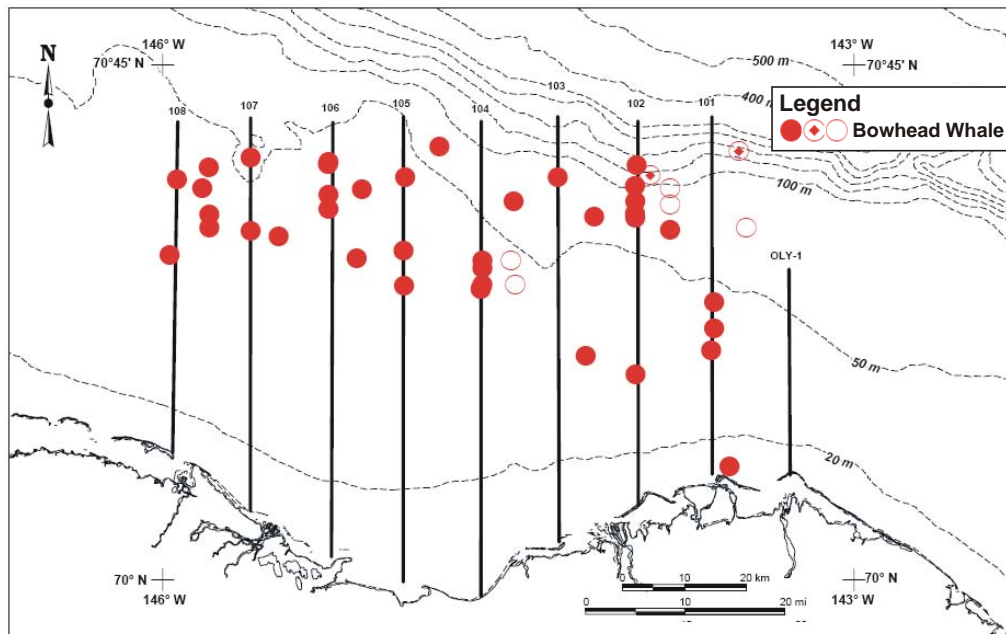 N
146° W
70° 45' N
143° W
70° 45' N
500 m
400 m
100 m
50 m
20 m
108
107
106
105
104
103
102
101
OLY-1
Legend
Bowhead Whale
70° N
146° W
70° N
143° W
0 10 20 km
0 10 20 mi